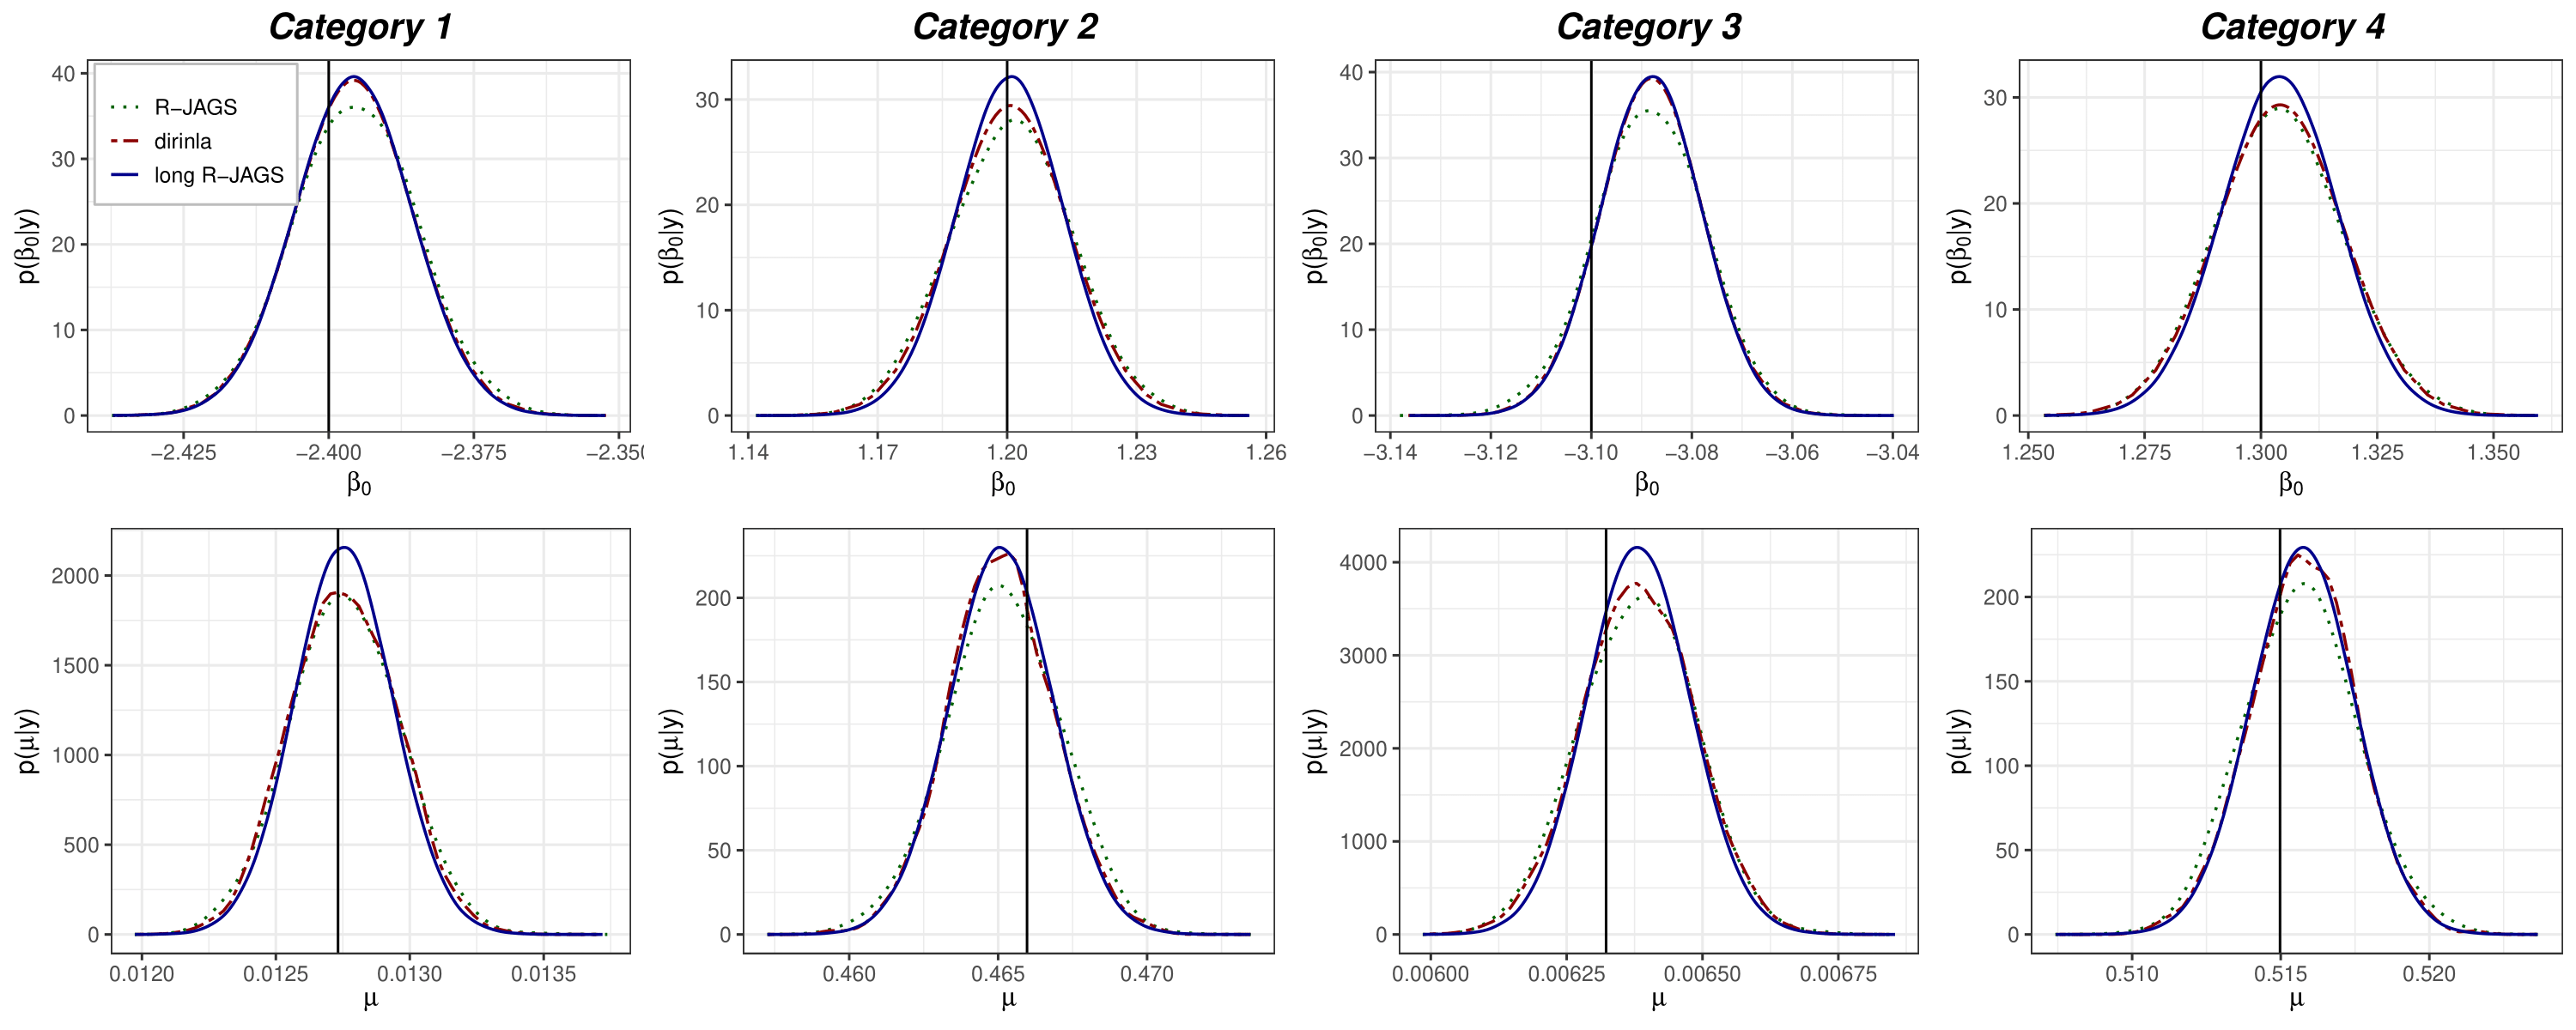 Category 1 Category 2 Category 3 Category 4
R−JAGS
dirinla
long R−JAGS
p(β0|y)
40
30
20
10
0
−2.425 −2.400 −2.375 −2.350
β0
p(β0|y)
30
20
10
0
1.14 1.17 1.20 1.23 1.26
β0
p(β0|y)
40
30
20
10
0
−3.14 −3.12 −3.10 −3.08 −3.06 −3.04
β0
p(β0|y)
30
20
10
0
1.250 1.275 1.300 1.325 1.350
β0
p(μ|y)
2000
1500
1000
500
0
0.0120 0.0125 0.0130 0.0135
μ
p(μ|y)
200
150
100
50
0
0.460 0.465 0.470
μ
p(μ|y)
4000
3000
2000
1000
0
0.00600 0.00625 0.00650 0.00675
μ
p(μ|y)
200
150
100
50
0
0.510 0.515 0.520
μ